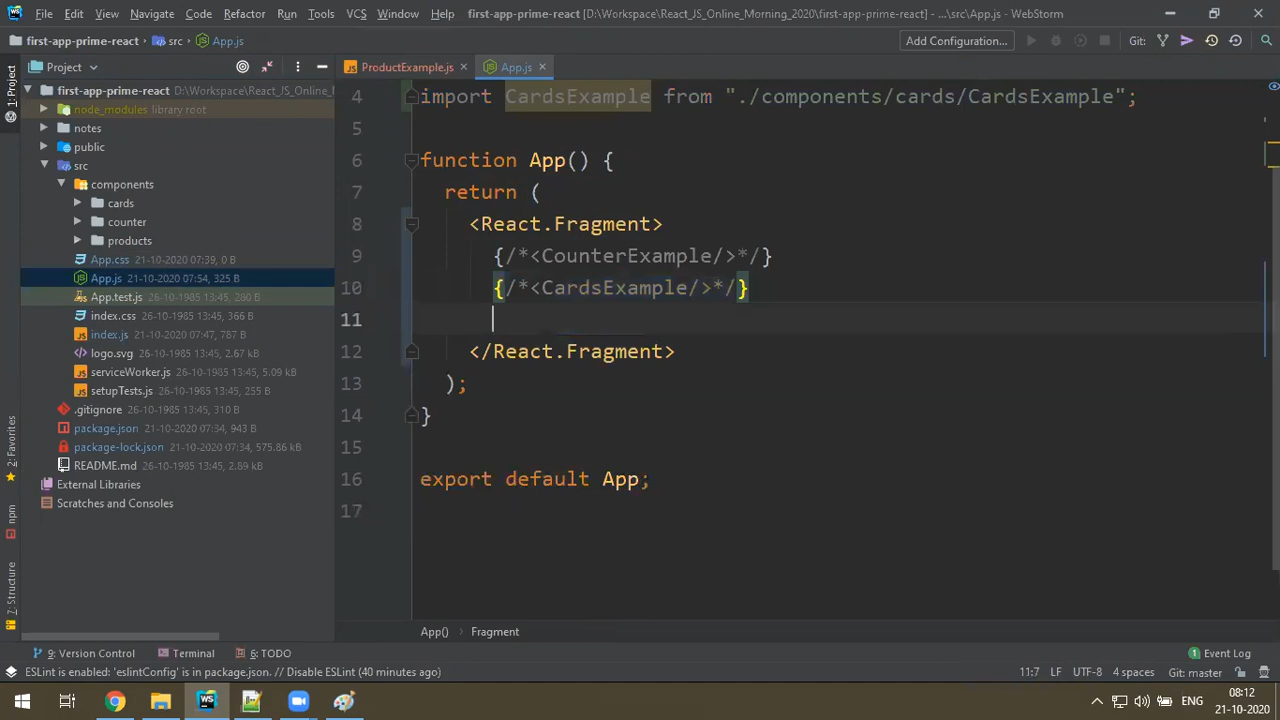 WS File Edit View Navigate Code Refactor Run Tools VCS Window Help first-app-prime-react [D:\Workspace\React_JS_Online_Morning_2020\first-app-prime-react] - ...\src\App.js - WebStorm
first-app-prime-react src App.js Add Configuration... Git:
Project ProductExample.js App.js
1: Project
first-app-prime-react D:\Workspace\React_JS_Online_M
node_modules library root
notes
public
src
components
cards
counter
products
App.css 21-10-2020 07:39, 0 B
App.js 21-10-2020 07:54, 325 B
App.test.js 26-10-1985 13:45, 280 B
index.css 26-10-1985 13:45, 366 B
index.js 21-10-2020 07:47, 787 B
logo.svg 26-10-1985 13:45, 2.67 kB
serviceWorker.js 26-10-1985 13:45, 5.09 kB
setupTests.js 26-10-1985 13:45, 255 B
.gitignore 26-10-1985 13:45, 310 B
package.json 21-10-2020 07:34, 943 B
package-lock.json 21-10-2020 07:34, 575.86 kB
README.md 26-10-1985 13:45, 2.89 kB
External Libraries
Scratches and Consoles
2: Favorites
npm
7: Structure
4 import CardsExample from "./components/cards/CardsExample";
5
6 function App() {
7 return (
8 <React.Fragment>
9 {/*<CounterExample/>*/}
10 {/*<CardsExample/>*/}
11
12 </React.Fragment>
13 );
14 }
15
16 export default App;
17
App() Fragment
9: Version Control Terminal 6: TODO 1 Event Log
ESLint is enabled: 'eslintConfig' is in package.json. // Disable ESLint (40 minutes ago) 11:7 LF UTF-8 4 spaces Git: master
WS ENG 08:12
21-10-2020